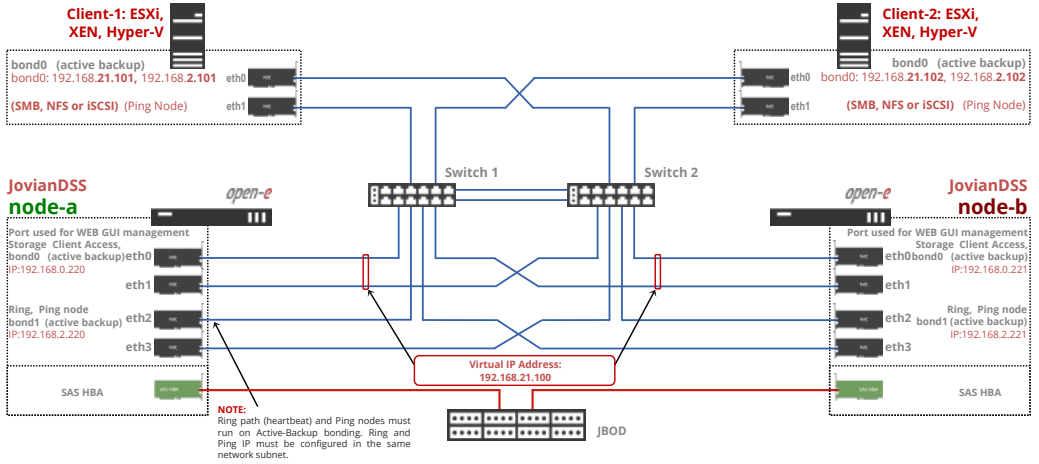 Client-1: ESXi,
XEN, Hyper-V
bond0 (active backup)
bond0: 192.168.21.101, 192.168.2.101
eth0
(SMB, NFS or iSCSI) (Ping Node)
eth1
Client-2: ESXi,
XEN, Hyper-V
bond0 (active backup)
eth0
bond0: 192.168.21.102, 192.168.2.102
eth1
(SMB, NFS or iSCSI) (Ping Node)
Switch 1
Switch 2
JovianDSS
node-a
open-e
Port used for WEB GUI management
Storage Client Access,
bond0 (active backup)
eth0
IP:192.168.0.220
eth1
Ring, Ping node
bond1 (active backup)
eth2
IP:192.168.2.220
eth3
SAS HBA
SAS HBA
JovianDSS
node-b
open-e
Port used for WEB GUI management
Storage Client Access,
eth0
bond0 (active backup)
IP:192.168.0.221
eth1
Ring, Ping node
eth2
bond1 (active backup)
IP:192.168.2.221
eth3
SAS HBA
SAS HBA
Virtual IP Address:
192.168.21.100
NOTE:
Ring path (heartbeat) and Ping nodes must
run on Active-Backup bonding. Ring and
Ping IP must be configured in the same
network subnet.
JBOD